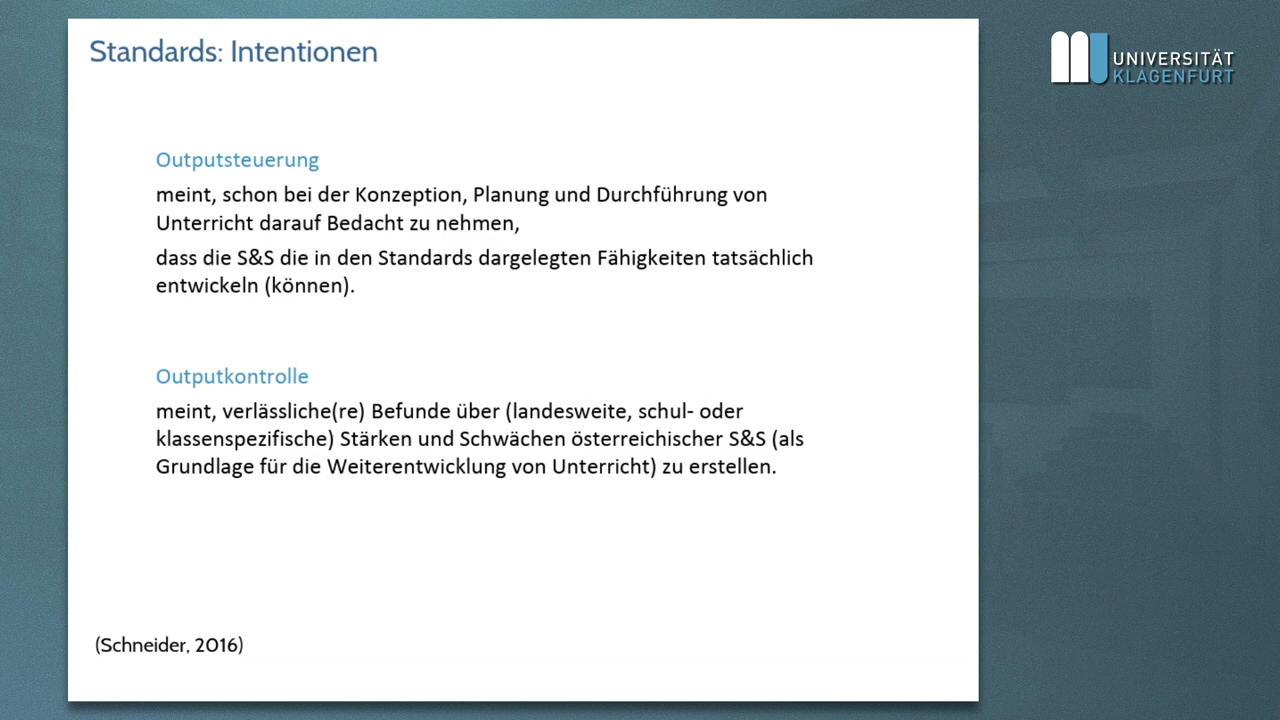 Standards: Intentionen
UNIVERSITÄT
KLAGENFURT
Outputsteuerung
meint, schon bei der Konzeption, Planung und Durchführung von
Unterricht darauf Bedacht zu nehmen,
dass die S&S die in den Standards dargelegten Fähigkeiten tatsächlich
entwickeln (können).
Outputkontrolle
meint, verlässliche(re) Befunde über (landesweite, schul- oder
klassenspezifische) Stärken und Schwächen österreichischer S&S (als
Grundlage für die Weiterentwicklung von Unterricht) zu erstellen.
(Schneider, 2016)